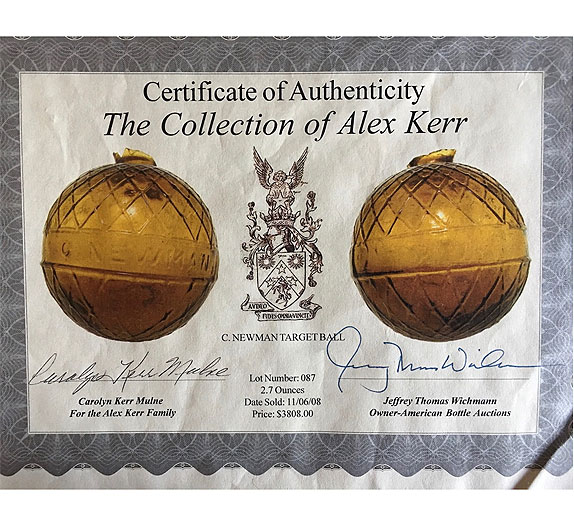 Certificate of Authenticity
The Collection of Alex Kerr
C. NEWMAN
C. NEWMAN TARGET BALL
Carolyn Kerr Mulne
Lot Number: 087
2.7 Ounces
Date Sold: 11/06/08
Price: $3808.00
Carolyn Kerr Mulne
For the Alex Kerr Family
Jeffrey Thomas Wichmann
Owner-American Bottle Auctions